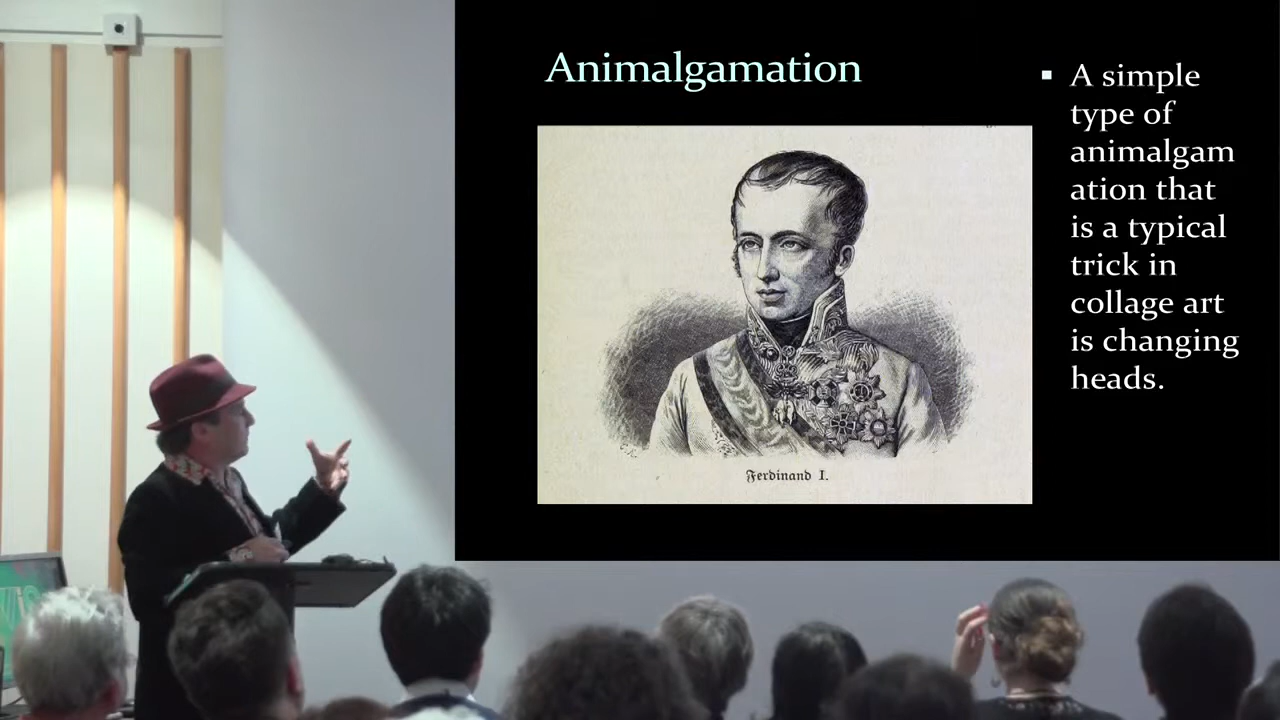 Animalgamation
▪ A simple
type of
animalgam
ation that
is a typical
trick in
collage art
is changing
heads.
Ferdinand I.